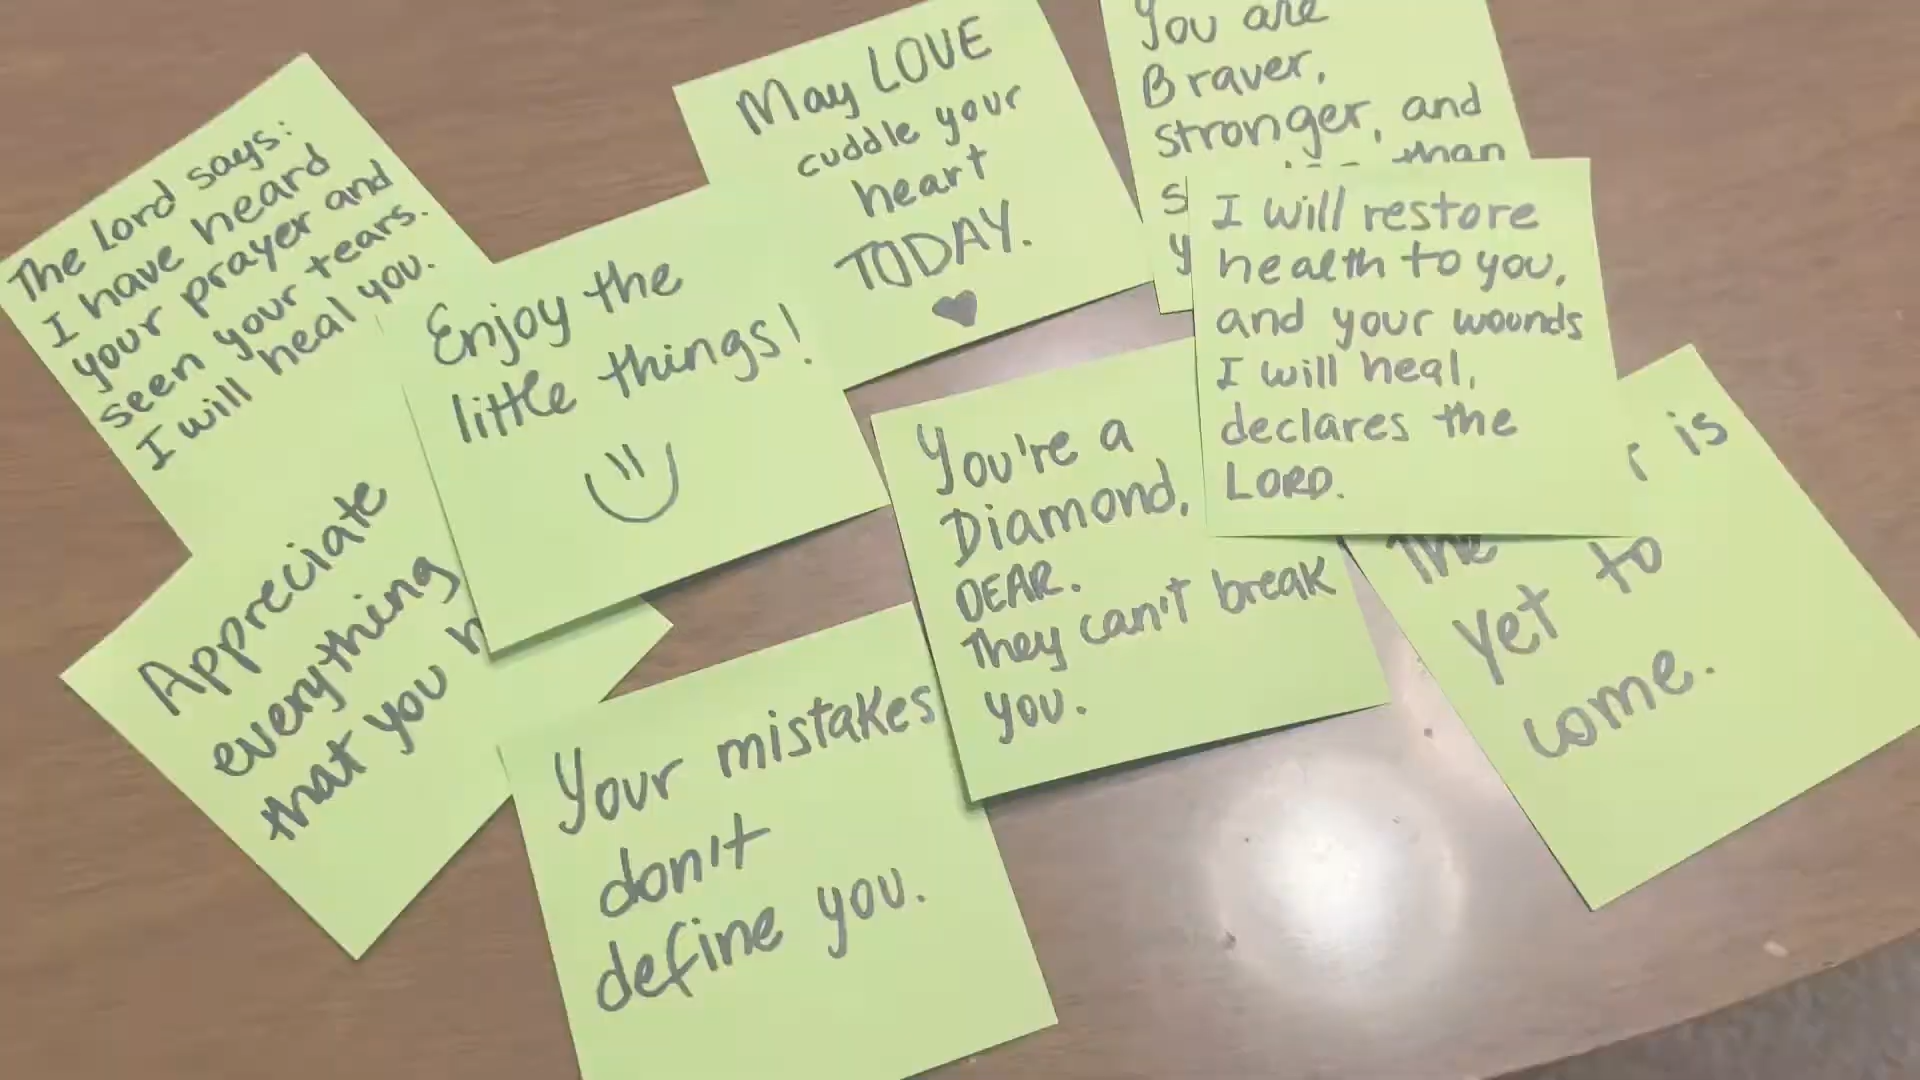 The Lord says:
I have heard
your prayer and
seen your tears.
I will heal you.
Enjoy the
little things!
May LOVE
cuddle your
heart
TODAY.
You are
Braver,
stronger, and
than
I will restore
health to you,
and your wounds
I will heal,
declares the
LORD.
Appreciate
everything
that you
Your mistakes
don't
define you.
You're a
Diamond,
DEAR.
They can't break
you.
is
The
yet to
come.